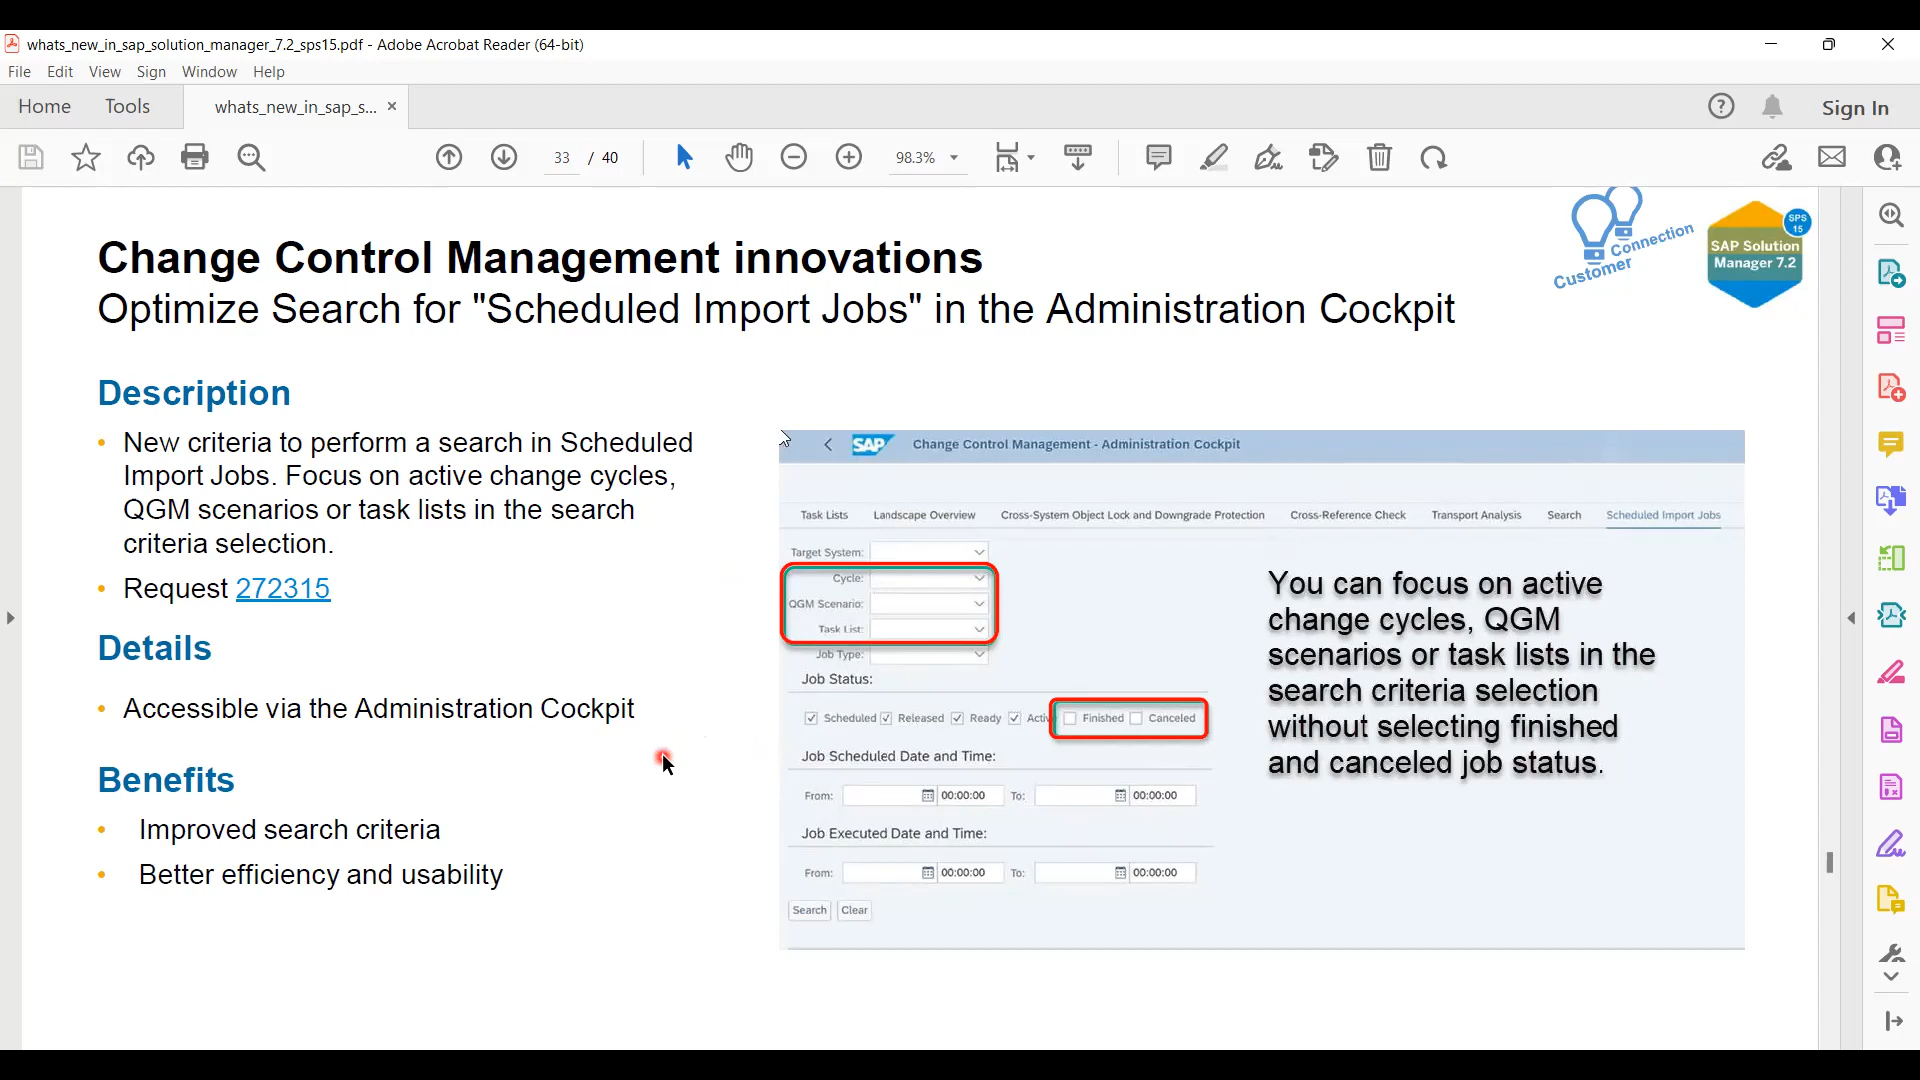 whats_new_in_sap_solution_manager_7.2_sps15.pdf - Adobe Acrobat Reader (64-bit)
File Edit View Sign Window Help
Home Tools whats_new_in_sap_s... Sign In
33 / 40 98.3%
Customer Connection
SPS 15
SAP Solution
Manager 7.2
Change Control Management innovations
Optimize Search for "Scheduled Import Jobs" in the Administration Cockpit
Description
• New criteria to perform a search in Scheduled
Import Jobs. Focus on active change cycles,
QGM scenarios or task lists in the search
criteria selection.
• Request 272315
Details
• Accessible via the Administration Cockpit
Benefits
• Improved search criteria
• Better efficiency and usability
SAP Change Control Management - Administration Cockpit
Task Lists Landscape Overview Cross-System Object Lock and Downgrade Protection Cross-Reference Check Transport Analysis Search Scheduled Import Jobs
Target System:
Cycle:
QGM Scenario:
Task List:
Job Type:
Job Status:
Scheduled Released Ready Activ Finished Canceled
Job Scheduled Date and Time:
From: 00:00:00 To: 00:00:00
Job Executed Date and Time:
From: 00:00:00 To: 00:00:00
Search Clear
You can focus on active
change cycles, QGM
scenarios or task lists in the
search criteria selection
without selecting finished
and canceled job status.